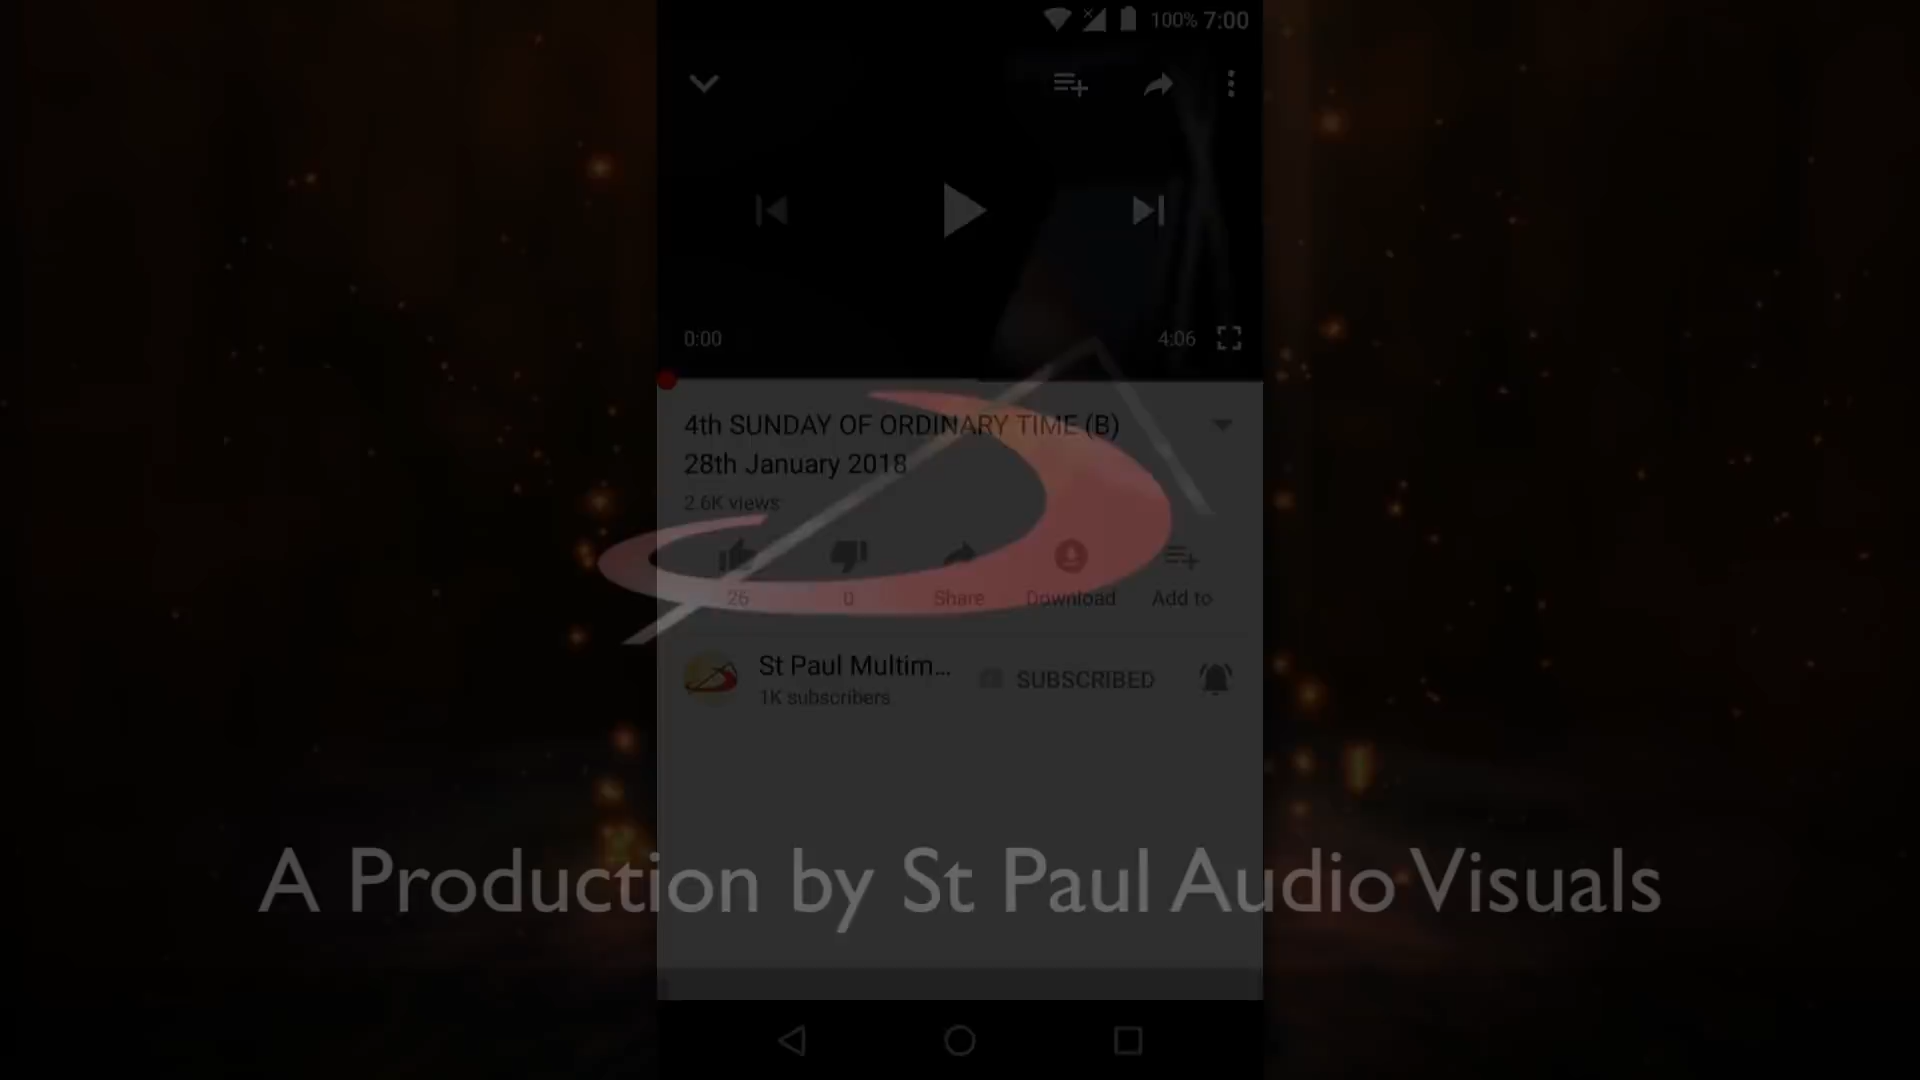 100% 7:00
0:00
4:06
4th SUNDAY OF ORDINARY TIME (B)
28th January 2018
2.6K views
26
0
Share
Download
Add to
St Paul Multim...
1K subscribers
SUBSCRIBED
A Production by St Paul Audio Visuals